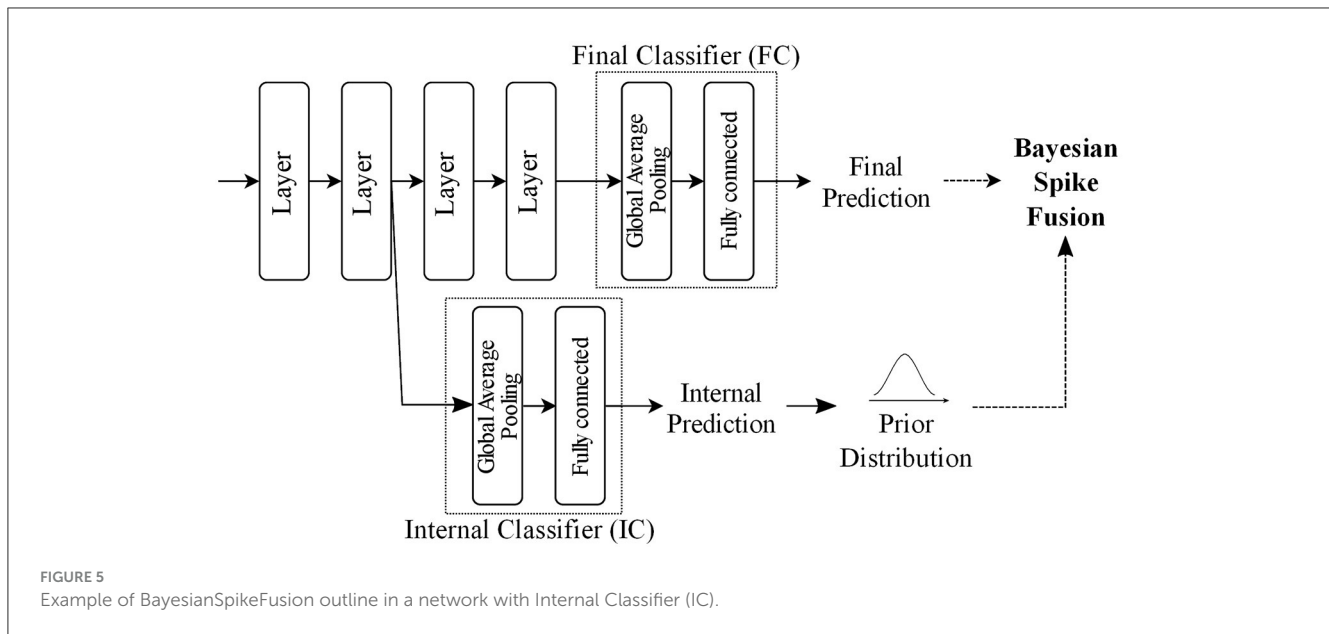 Final Classifier (FC)
Layer
Layer
Layer
Layer
Global Average
Pooling
Fully connected
Final
Prediction
Bayesian
Spike
Fusion
Global Average
Pooling
Fully connected
Internal
Prediction
Prior
Distribution
Internal Classifier (IC)
FIGURE 5
Example of BayesianSpikeFusion outline in a network with Internal Classifier (IC).